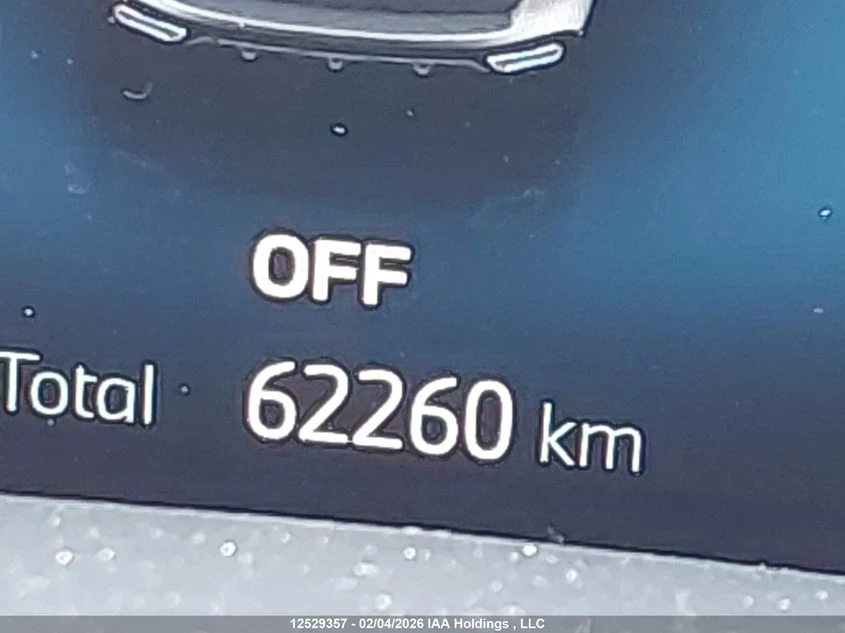 OFF
Total 62260 km
12529357 - 02/04/2026 IAA Holdings , LLC